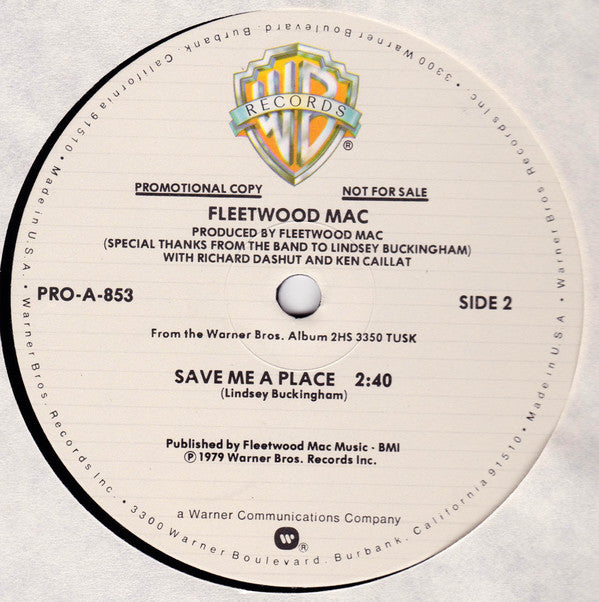 WB
RECORDS
®
PROMOTIONAL COPY NOT FOR SALE
FLEETWOOD MAC
PRODUCED BY FLEETWOOD MAC
(SPECIAL THANKS FROM THE BAND TO LINDSEY BUCKINGHAM)
WITH RICHARD DASHUT AND KEN CAILLAT
PRO-A-853 SIDE 2
From the Warner Bros. Album 2HS 3350 TUSK
SAVE ME A PLACE 2:40
(Lindsey Buckingham)
Published by Fleetwood Mac Music - BMI
℗ 1979 Warner Bros. Records Inc.
a Warner Communications Company
®
• Made in U.S.A. • Warner Bros. Records Inc. • 3300 Warner Boulevard, Burbank, California 91510 • Made in U.S.A. • Warner Bros. Records Inc. • 3300 Warner Boulevard, Burbank, California 91510